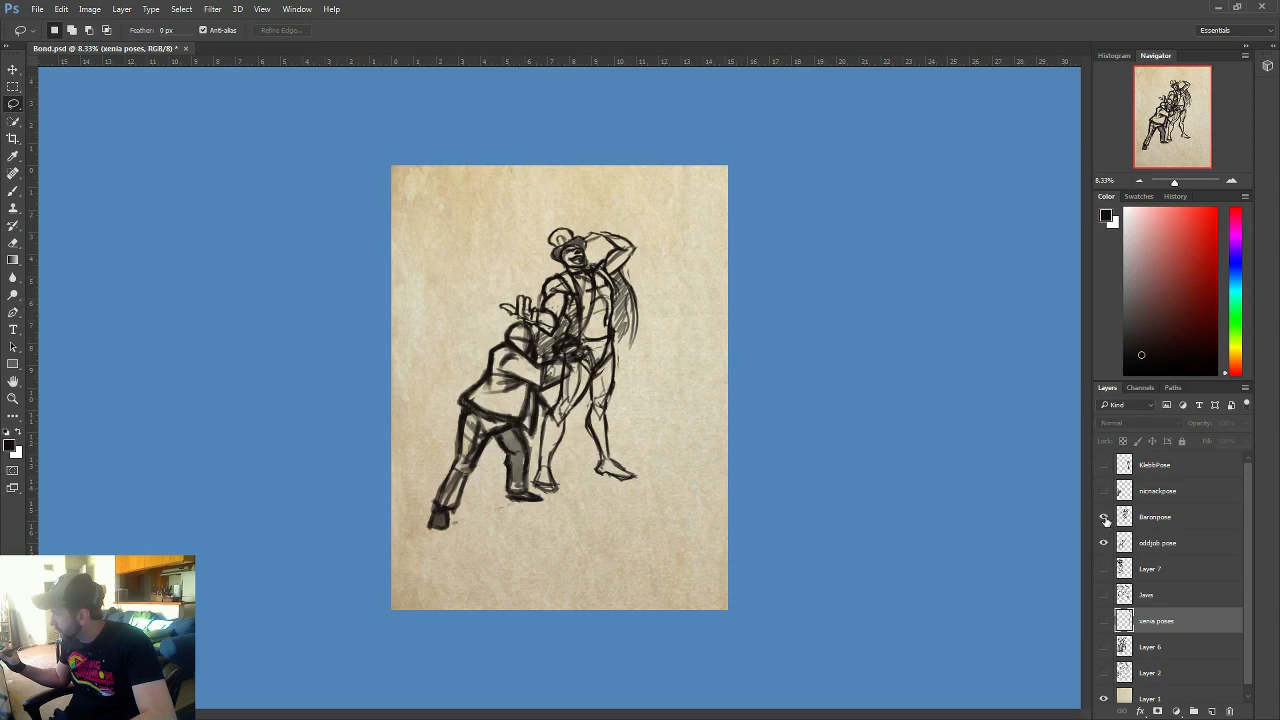 Ps File Edit Image Layer Type Select Filter 3D View Window Help
Feather: 0 px Anti-alias Refine Edge... Essentials
Bond.psd @ 8.33% (xenia poses, RGB/8) * ×
Histogram Navigator
8.33%
Color Swatches History
Layers Channels Paths
Kind
Normal Opacity: 100%
Lock: Fill: 100%
KlebbPose
nicnackpose
Baronpose
oddjob pose
Layer 7
Jaws
xenia poses
Layer 6
Layer 2
Layer 1
fx